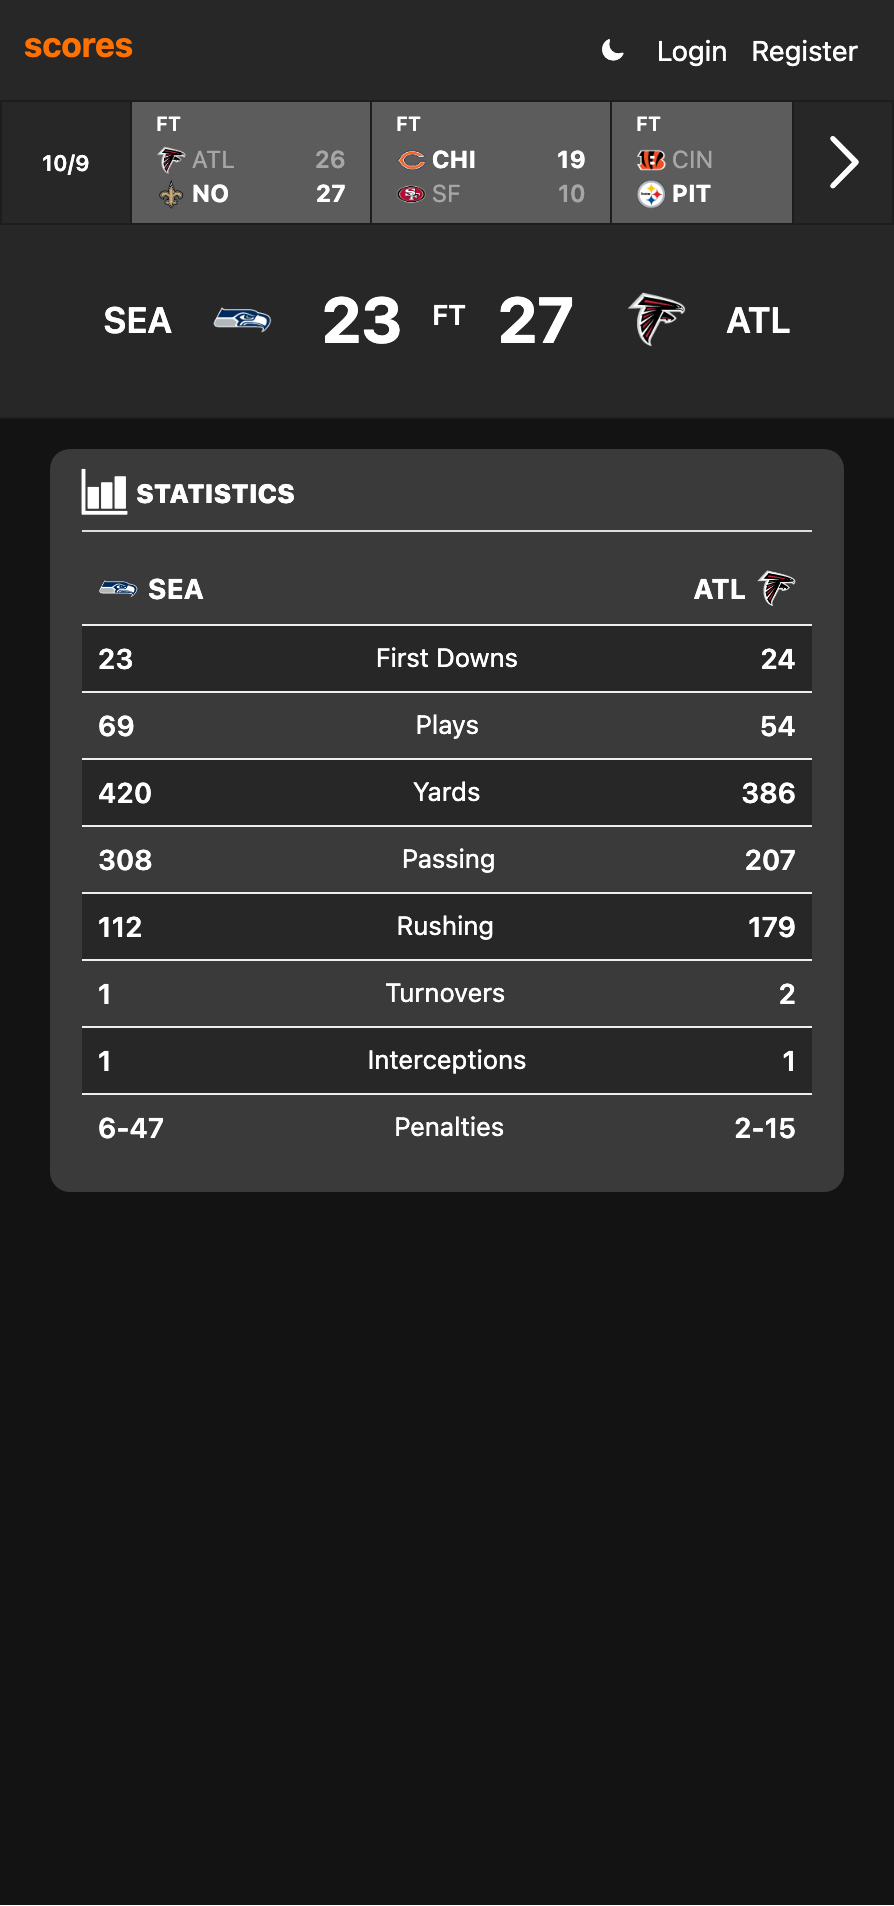 scores
Login Register
10/9
FT
ATL 26
NO 27
FT
CHI 19
SF 10
FT
CIN
PIT
SEA 23 FT 27 ATL
STATISTICS
SEA ATL
23 First Downs 24
69 Plays 54
420 Yards 386
308 Passing 207
112 Rushing 179
1 Turnovers 2
1 Interceptions 1
6-47 Penalties 2-15